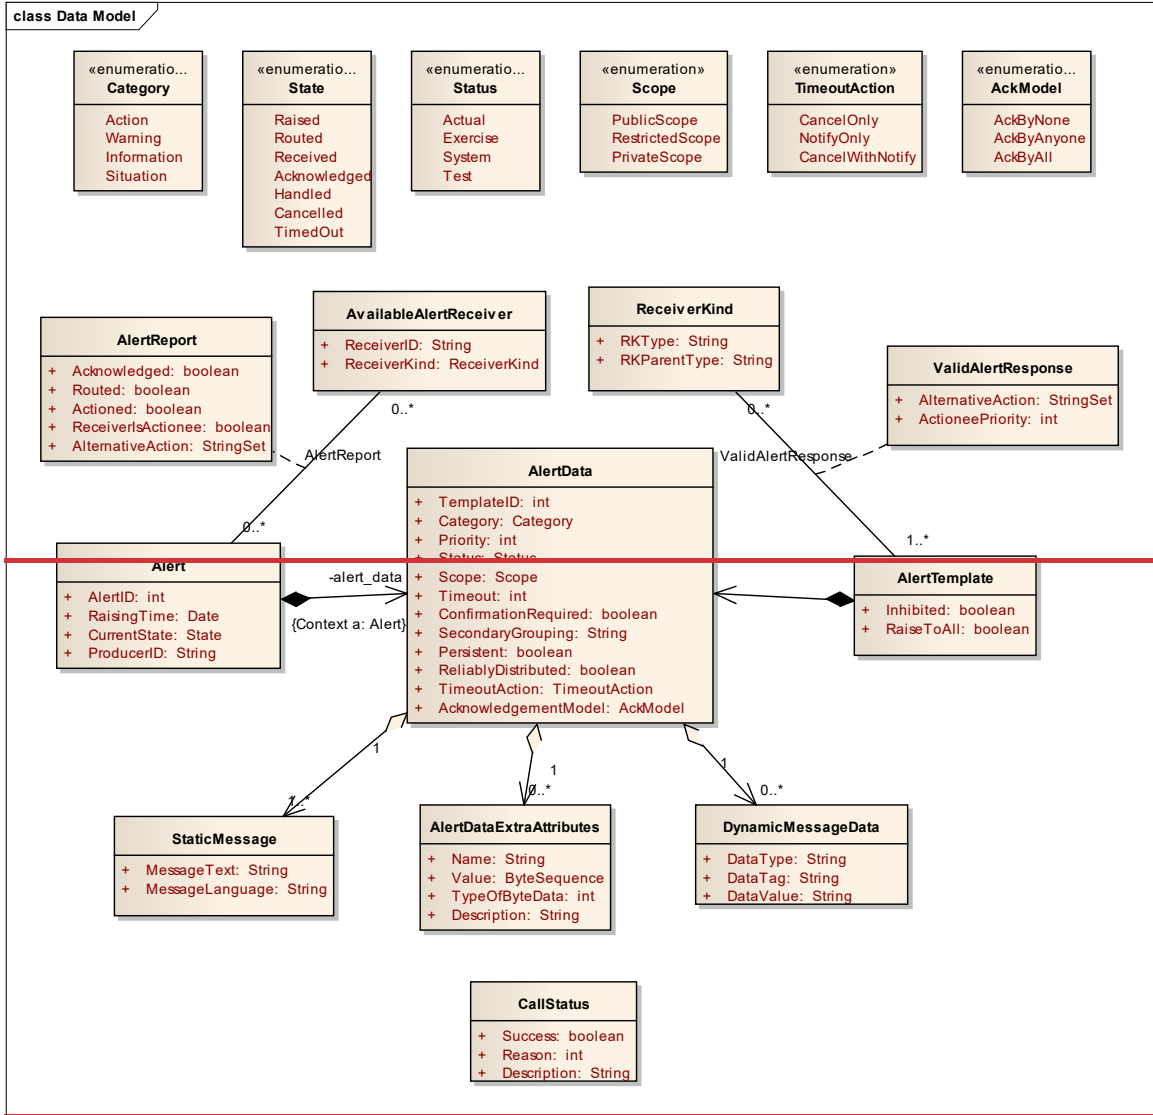 class Data Model
«enumeratio...
Category
Action
Warning
Information
Situation
«enumeratio...
State
Raised
Routed
Received
Acknowledged
Handled
Cancelled
TimedOut
«enumeratio...
Status
Actual
Exercise
System
Test
«enumeration»
Scope
PublicScope
RestrictedScope
PrivateScope
«enumeration»
TimeoutAction
CancelOnly
NotifyOnly
CancelWithNotify
«enumeratio...
AckModel
AckByNone
AckByAnyone
AckByAll
AlertReport
+ Acknowledged: boolean
+ Routed: boolean
+ Actioned: boolean
+ ReceiverIsActionee: boolean
+ AlternativeAction: StringSet
AvailableAlertReceiver
+ ReceiverID: String
+ ReceiverKind: ReceiverKind
ReceiverKind
+ RKType: String
+ RKParentType: String
ValidAlertResponse
+ AlternativeAction: StringSet
+ ActioneePriority: int
0..*
AlertReport
0..*
0..*
ValidAlertResponse
1..*
AlertData
+ TemplateID: int
+ Category: Category
+ Priority: int
+ Status: Status
+ Scope: Scope
+ Timeout: int
+ ConfirmationRequired: boolean
+ SecondaryGrouping: String
+ Persistent: boolean
+ ReliablyDistributed: boolean
+ TimeoutAction: TimeoutAction
+ AcknowledgementModel: AckModel
Alert
+ AlertID: int
+ RaisingTime: Date
+ CurrentState: State
+ ProducerID: String
-alert_data
{Context a: Alert}
AlertTemplate
+ Inhibited: boolean
+ RaiseToAll: boolean
1
1..*
1
0..*
1
0..*
StaticMessage
+ MessageText: String
+ MessageLanguage: String
AlertDataExtraAttributes
+ Name: String
+ Value: ByteSequence
+ TypeOfByteData: int
+ Description: String
DynamicMessageData
+ DataType: String
+ DataTag: String
+ DataValue: String
CallStatus
+ Success: boolean
+ Reason: int
+ Description: String